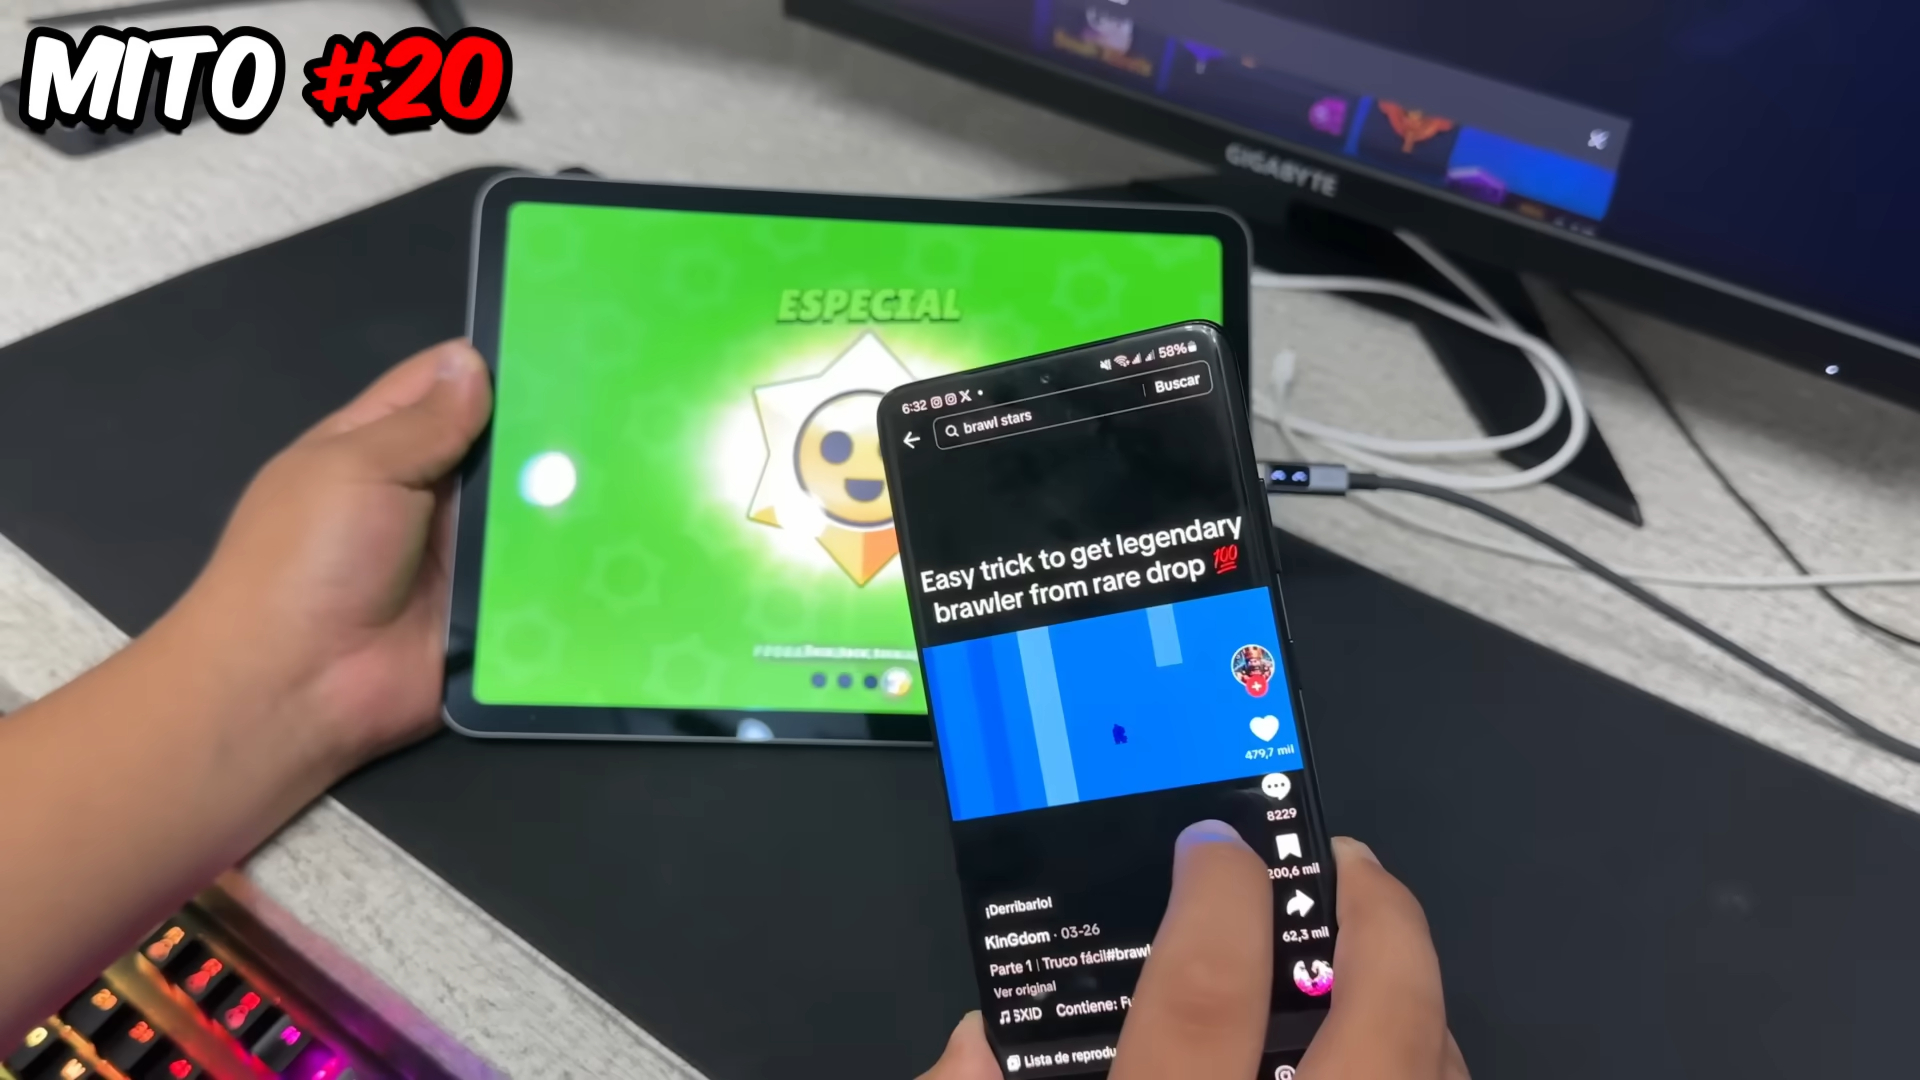 MITO #20
GIGABYTE
ESPECIAL
6:32
58%
brawl stars
Buscar
Easy trick to get legendary
brawler from rare drop 💯
479,7 mil
8229
200,6 mil
62,3 mil
¡Derribarlo!
KinGdom · 03-26
Parte 1 | Truco fácil#brawl
Ver original
SXID Contiene: Fu
Lista de reprodu